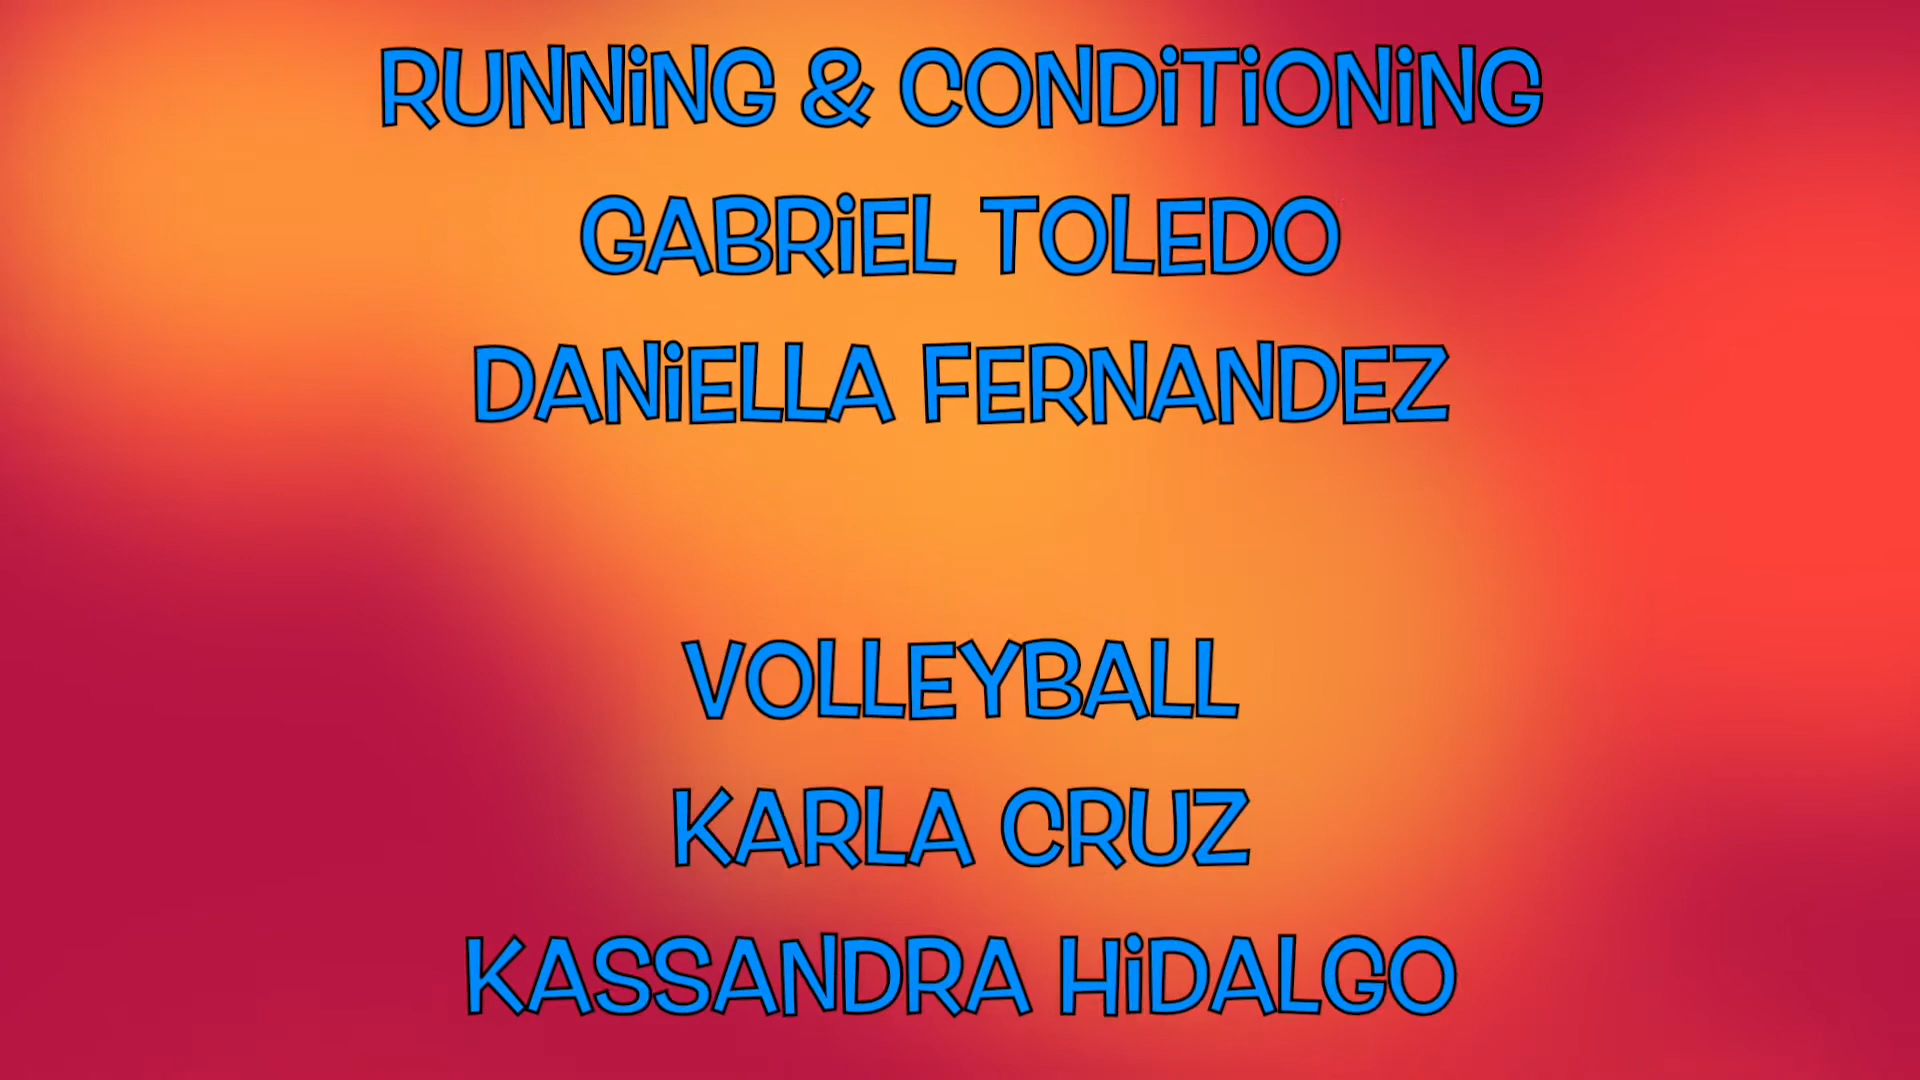 RUNNiNG & CONDiTiONiNG
GABRiEL TOLEDO
DANiELLA FERNANDEZ
VOLLEYBALL
KARLA CRUZ
KASSANDRA HiDALGO